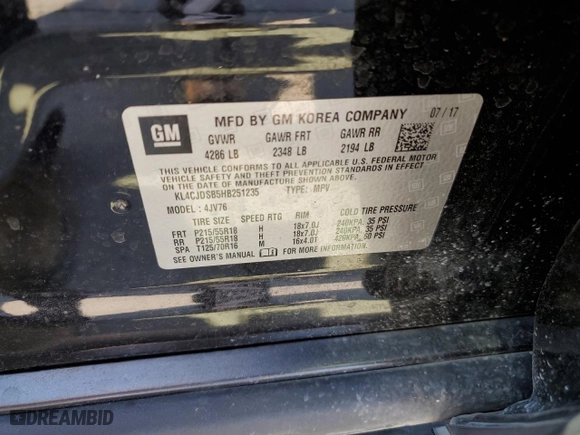 GM
MFD BY GM KOREA COMPANY 07/17
GVWR GAWR FRT GAWR RR
4286 LB 2348 LB 2194 LB
THIS VEHICLE CONFORMS TO ALL APPLICABLE U.S. FEDERAL MOTOR
VEHICLE SAFETY, BUMPER, AND THEFT PREVENTION STANDARDS IN
EFFECT ON THE DATE OF MANUFACTURE SHOWN ABOVE.
KL4CJDSB5HB251235 TYPE: MPV
MODEL: 4JV76
TIRE SIZE SPEED RTG RIM COLD TIRE PRESSURE
FRT P215/55R18 H 18x7.0J 240KPA, 35 PSI
RR P215/55R18 H 18x7.0J 240KPA, 35 PSI
SPA T125/70R16 M 16x4.0T 420KPA, 60 PSI
SEE OWNER'S MANUAL
DREAMBID